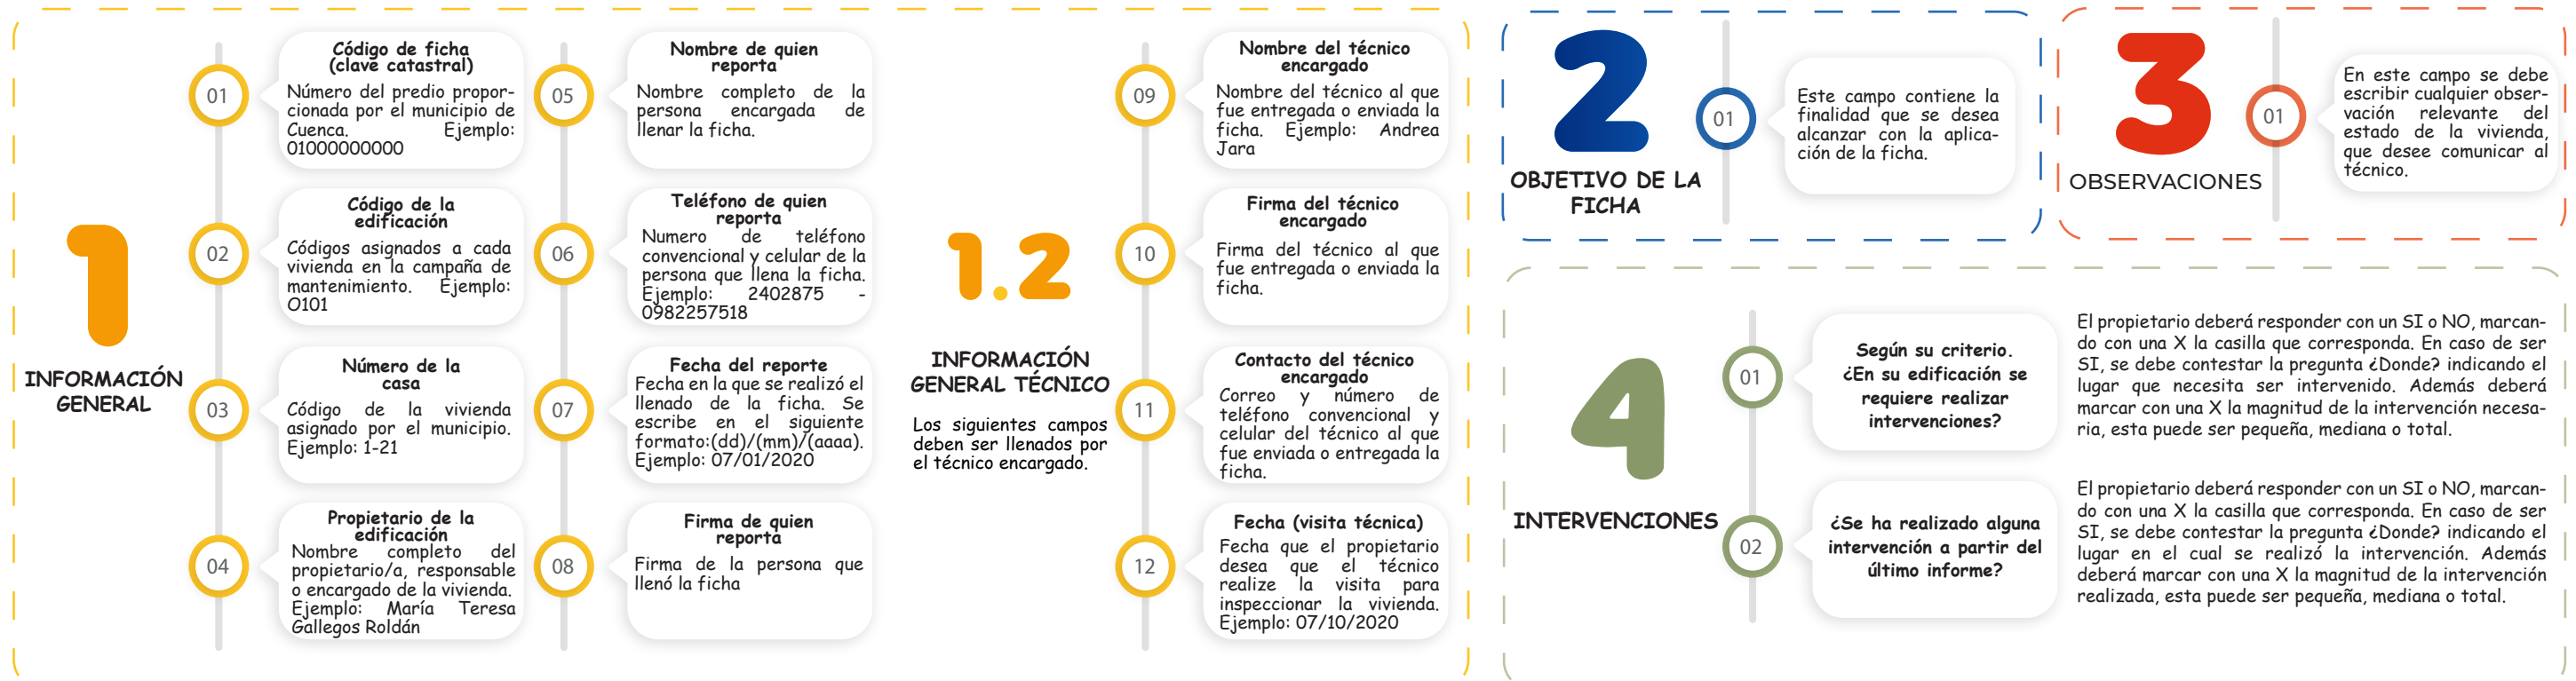 1
INFORMACIÓN
GENERAL
01
Código de ficha
(clave catastral)
Número del predio propor-
cionada por el municipio de
Cuenca. Ejemplo:
01000000000
02
Código de la
edificación
Códigos asignados a cada
vivienda en la campaña de
mantenimiento. Ejemplo:
O101
03
Número de la
casa
Código de la vivienda
asignado por el municipio.
Ejemplo: 1-21
04
Propietario de la
edificación
Nombre completo del
propietario/a, responsable
o encargado de la vivienda.
Ejemplo: María Teresa
Gallegos Roldán
05
Nombre de quien
reporta
Nombre completo de la
persona encargada de
llenar la ficha.
06
Teléfono de quien
reporta
Numero de teléfono
convencional y celular de la
persona que llena la ficha.
Ejemplo: 2402875 -
0982257518
07
Fecha del reporte
Fecha en la que se realizó el
llenado de la ficha. Se
escribe en el siguiente
formato:(dd)/(mm)/(aaaa).
Ejemplo: 07/01/2020
08
Firma de quien
reporta
Firma de la persona que
llenó la ficha
1.2
INFORMACIÓN
GENERAL TÉCNICO
Los siguientes campos
deben ser llenados por
el técnico encargado.
09
Nombre del técnico
encargado
Nombre del técnico al que
fue entregada o enviada la
ficha. Ejemplo: Andrea
Jara
10
Firma del técnico
encargado
Firma del técnico al que
fue entregada o enviada la
ficha.
11
Contacto del técnico
encargado
Correo y número de
teléfono convencional y
celular del técnico al que
fue enviada o entregada la
ficha.
12
Fecha (visita técnica)
Fecha que el propietario
desea que el técnico
realize la visita para
inspeccionar la vivienda.
Ejemplo: 07/10/2020
2
OBJETIVO DE LA
FICHA
01
Este campo contiene la
finalidad que se desea
alcanzar con la aplica-
ción de la ficha.
3
OBSERVACIONES
01
En este campo se debe
escribir cualquier obser-
vación relevante del
estado de la vivienda,
que desee comunicar al
técnico.
4
INTERVENCIONES
01
Según su criterio.
¿En su edificación se
requiere realizar
intervenciones?
El propietario deberá responder con un SI o NO, marcan-
do con una X la casilla que corresponda. En caso de ser
SI, se debe contestar la pregunta ¿Donde? indicando el
lugar que necesita ser intervenido. Además deberá
marcar con una X la magnitud de la intervención necesa-
ria, esta puede ser pequeña, mediana o total.
02
¿Se ha realizado alguna
intervención a partir del
último informe?
El propietario deberá responder con un SI o NO, marcan-
do con una X la casilla que corresponda. En caso de ser
SI, se debe contestar la pregunta ¿Donde? indicando el
lugar en el cual se realizó la intervención. Además
deberá marcar con una X la magnitud de la intervención
realizada, esta puede ser pequeña, mediana o total.